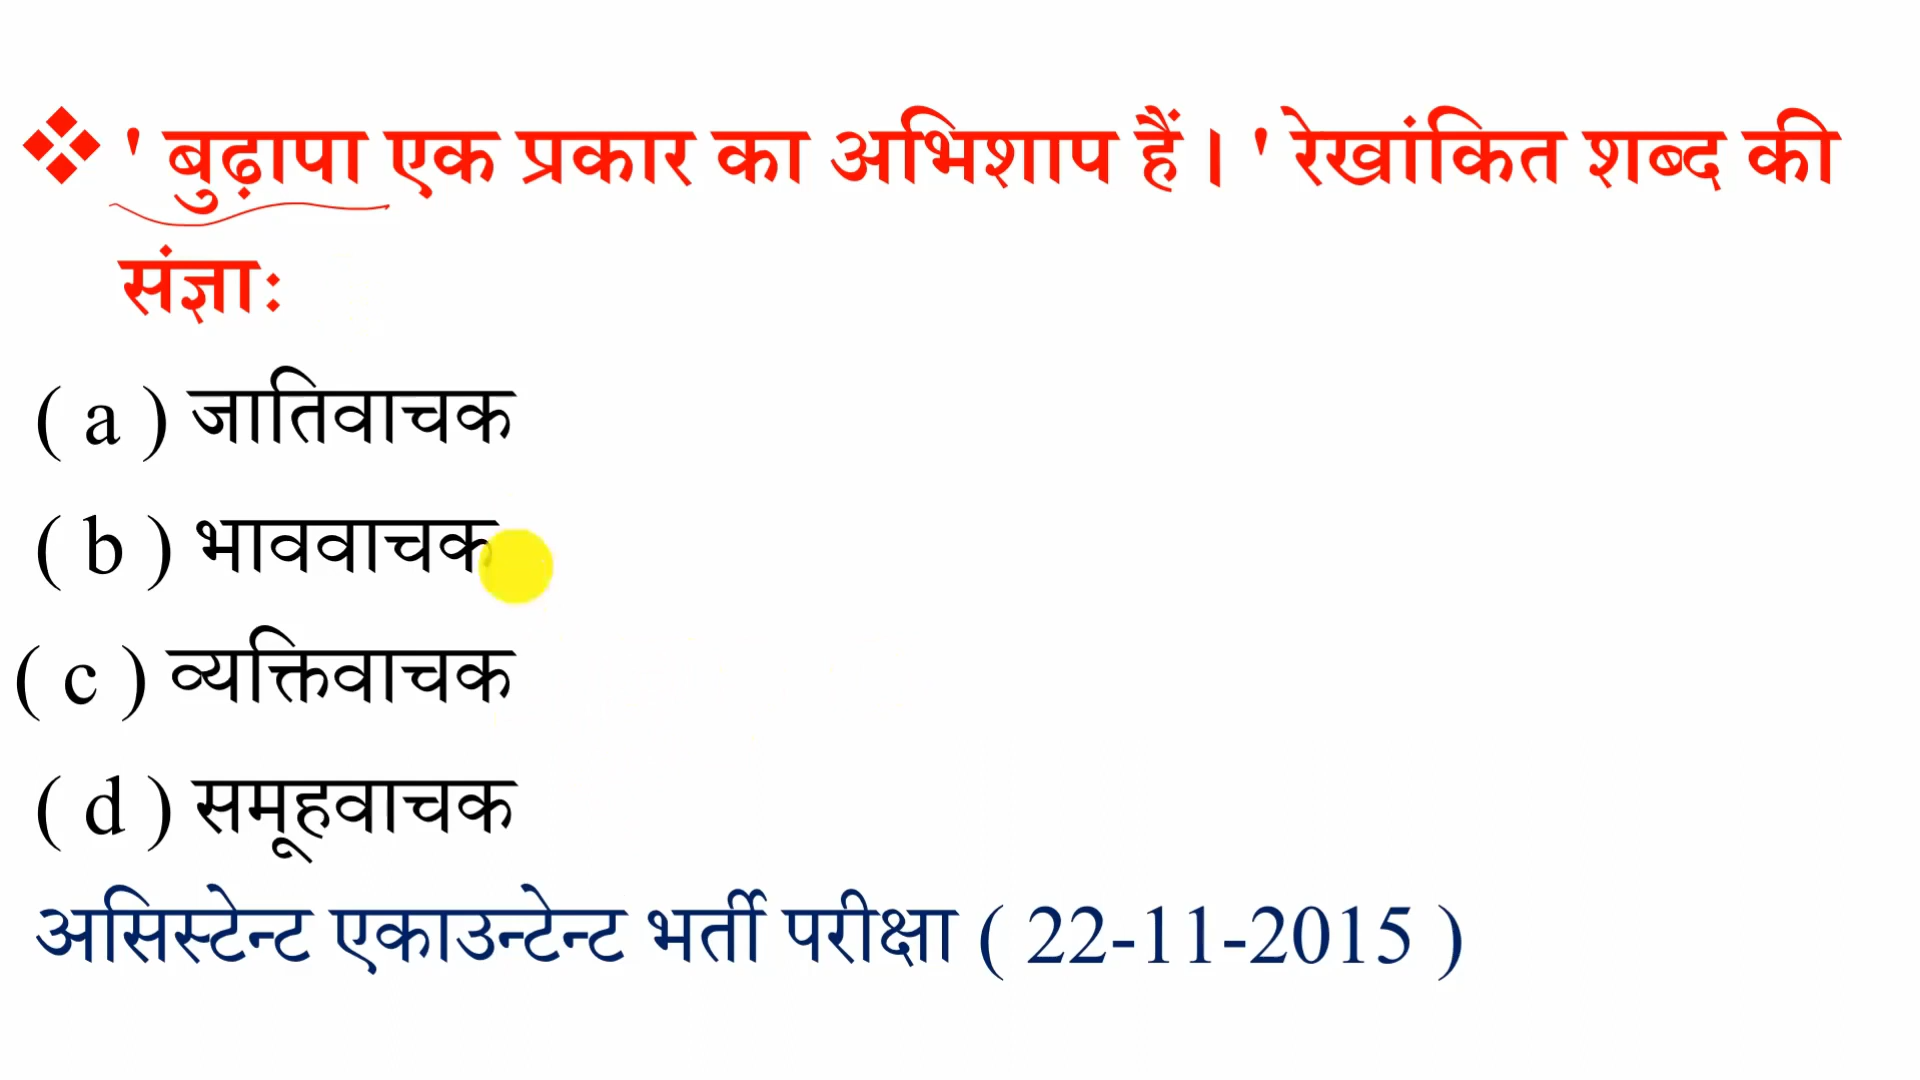 ' बुढ़ापा एक प्रकार का अभिशाप हैं। ' रेखांकित शब्द की
संज्ञाः
( a ) जातिवाचक
( b ) भाववाचक
( c ) व्यक्तिवाचक
( d ) समूहवाचक
असिस्टेन्ट एकाउन्टेन्ट भर्ती परीक्षा ( 22-11-2015 )